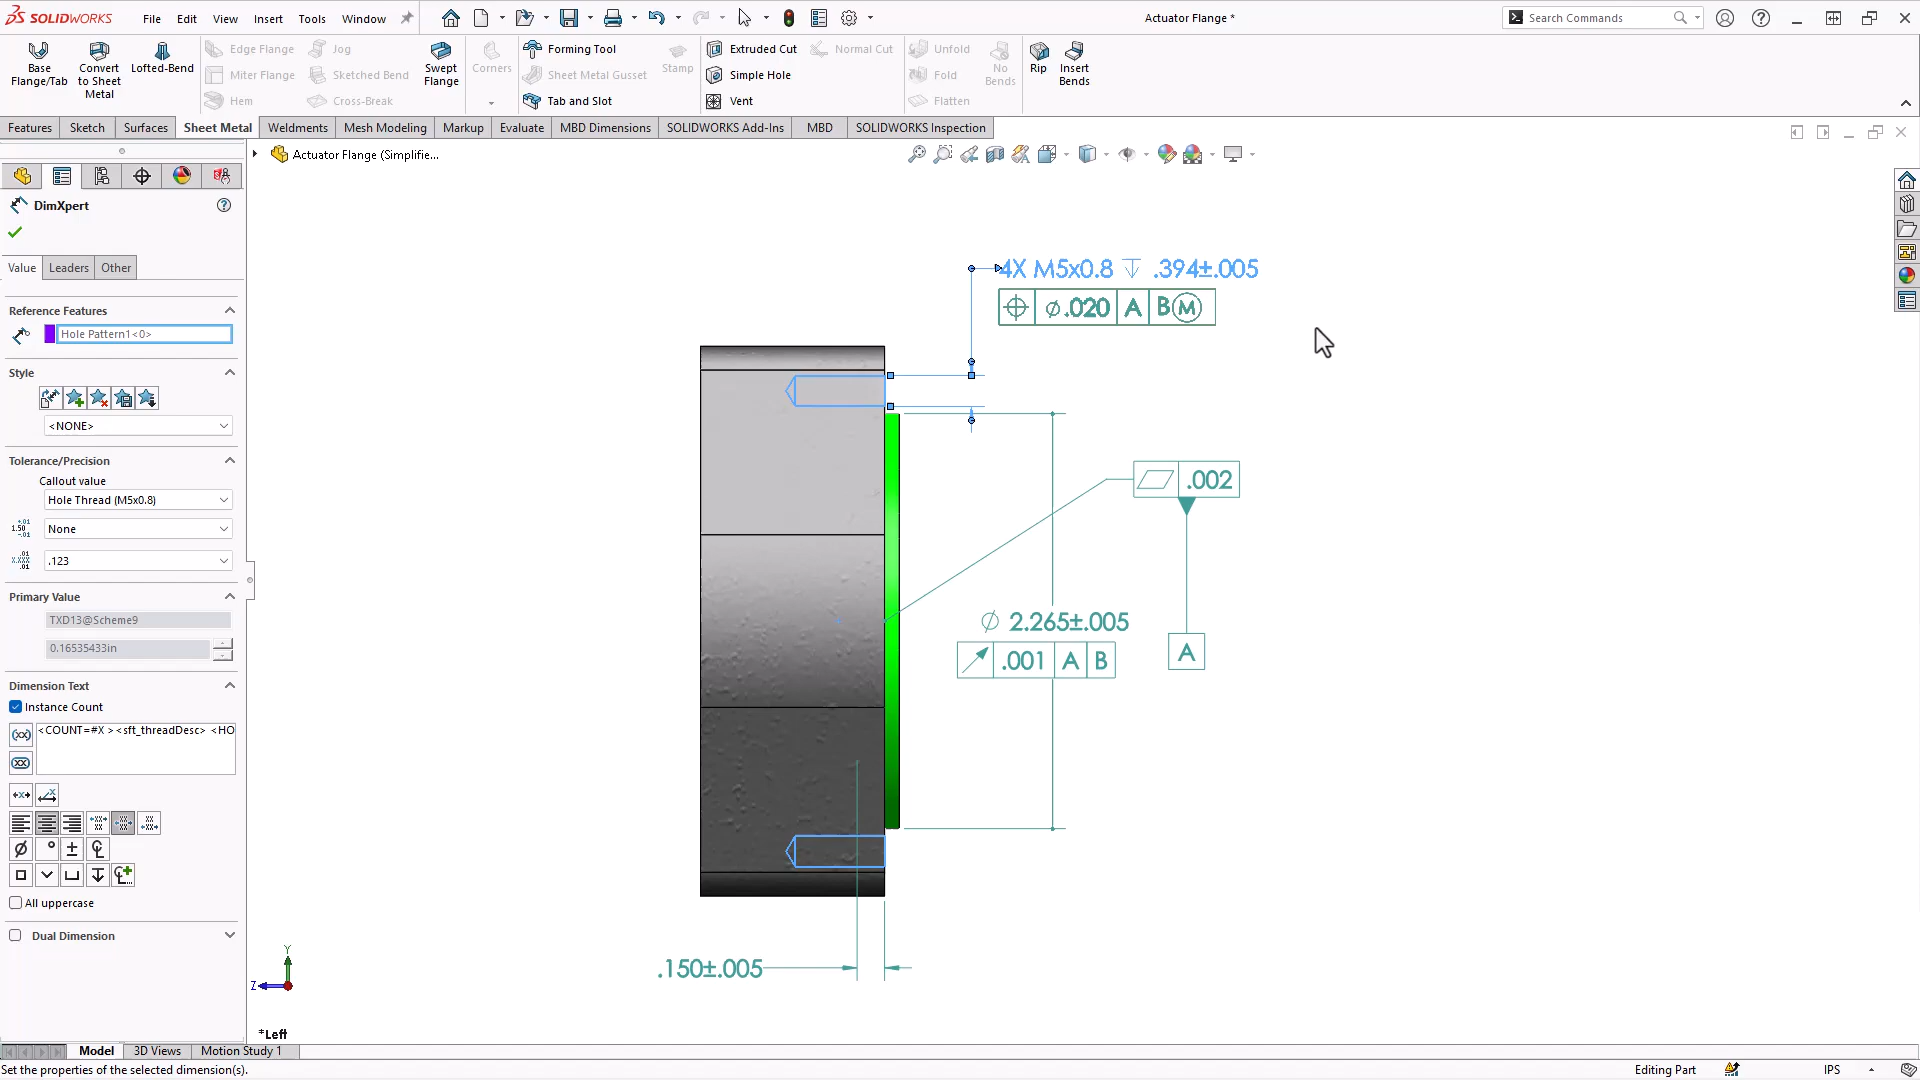 SOLIDWORKS File Edit View Insert Tools Window Actuator Flange * Search Commands
Base Flange/Tab
Convert to Sheet Metal
Lofted-Bend
Edge Flange
Miter Flange
Hem
Jog
Sketched Bend
Cross-Break
Swept Flange
Corners
Forming Tool
Sheet Metal Gusset
Tab and Slot
Stamp
Extruded Cut
Simple Hole
Vent
Normal Cut
Unfold
Fold
Flatten
No Bends
Rip
Insert Bends
Features Sketch Surfaces Sheet Metal Weldments Mesh Modeling Markup Evaluate MBD Dimensions SOLIDWORKS Add-Ins MBD SOLIDWORKS Inspection
Actuator Flange (Simplifie...
DimXpert
Value Leaders Other
Reference Features
Hole Pattern1<0>
Style
<NONE>
Tolerance/Precision
Callout value
Hole Thread (M5x0.8)
None
.123
Primary Value
TXD13@Scheme9
0.16535433in
Dimension Text
Instance Count
<COUNT=#X ><sft_threadDesc> <HO
All uppercase
Dual Dimension
4X M5x0.8 ↧ .394±.005
⌖ ⌀.020 A BⓂ
⏥ .002
⌀ 2.265±.005
↗ .001 A B
A
.150±.005
Y
Z
*Left
Model 3D Views Motion Study 1
Set the properties of the selected dimension(s). Editing Part IPS